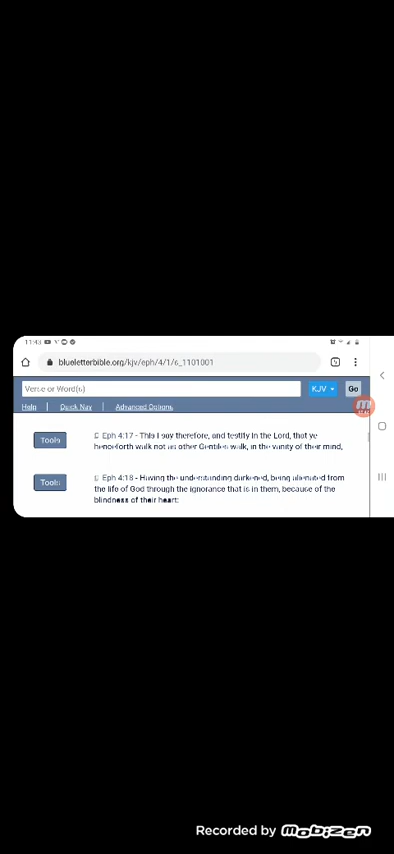 11:43
blueletterbible.org/kjv/eph/4/1/s_1101001
Verse or Word(s)
KJV
Go
Help | Quick Nav | Advanced Options
Tools
Eph 4:17 - This I say therefore, and testify in the Lord, that ye
henceforth walk not as other Gentiles walk, in the vanity of their mind,
Tools
Eph 4:18 - Having the understanding darkened, being alienated from
the life of God through the ignorance that is in them, because of the
blindness of their heart:
Recorded by mobizen